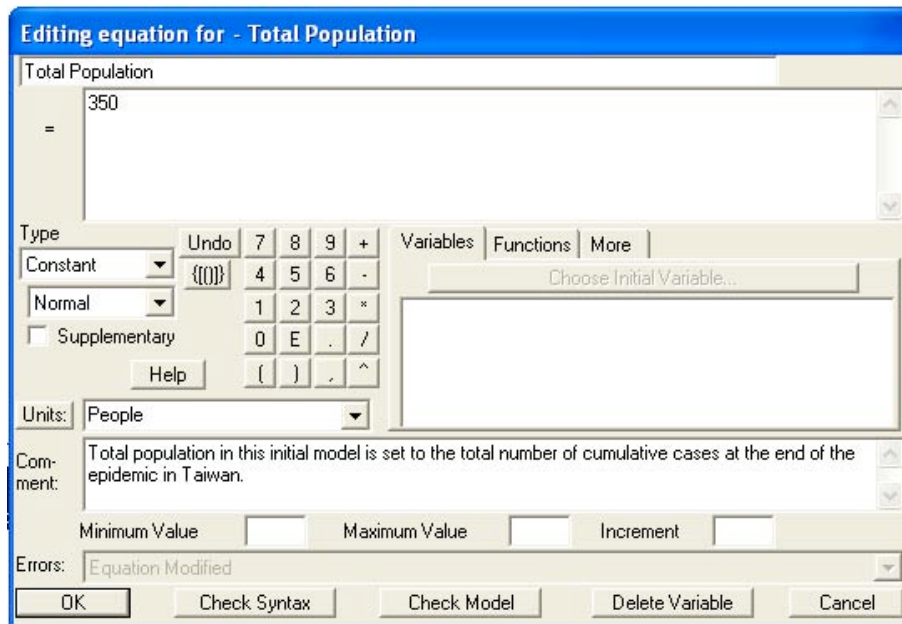 Editing equation for - Total Population
Total Population
=
350
Type
Constant
Normal
Supplementary
Help
Undo 7 8 9 +
{[()]} 4 5 6 -
1 2 3 *
0 E . /
( ) , ^
Variables Functions More
Choose Initial Variable...
Units: People
Com-
ment:
Total population in this initial model is set to the total number of cumulative cases at the end of the
epidemic in Taiwan.
Minimum Value Maximum Value Increment
Errors: Equation Modified
OK Check Syntax Check Model Delete Variable Cancel